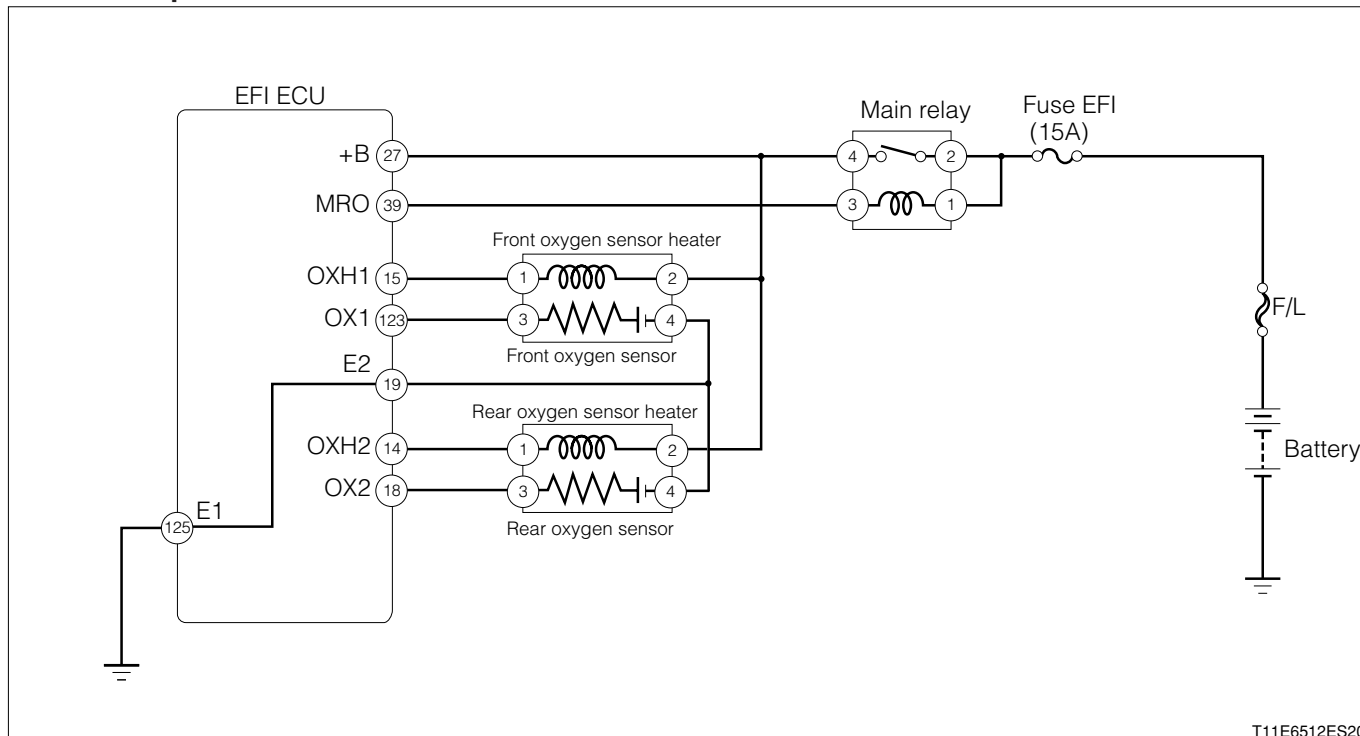 EFI ECU
Main relay
Fuse EFI
(15A)
+B 27
4 2
MRO 39
3 1
Front oxygen sensor heater
OXH1 15
1 2
OX1 123
3 4
Front oxygen sensor
F/L
E2
19
Rear oxygen sensor heater
OXH2 14
1 2
Battery
OX2 18
3 4
Rear oxygen sensor
E1
125
T11E6512ES20